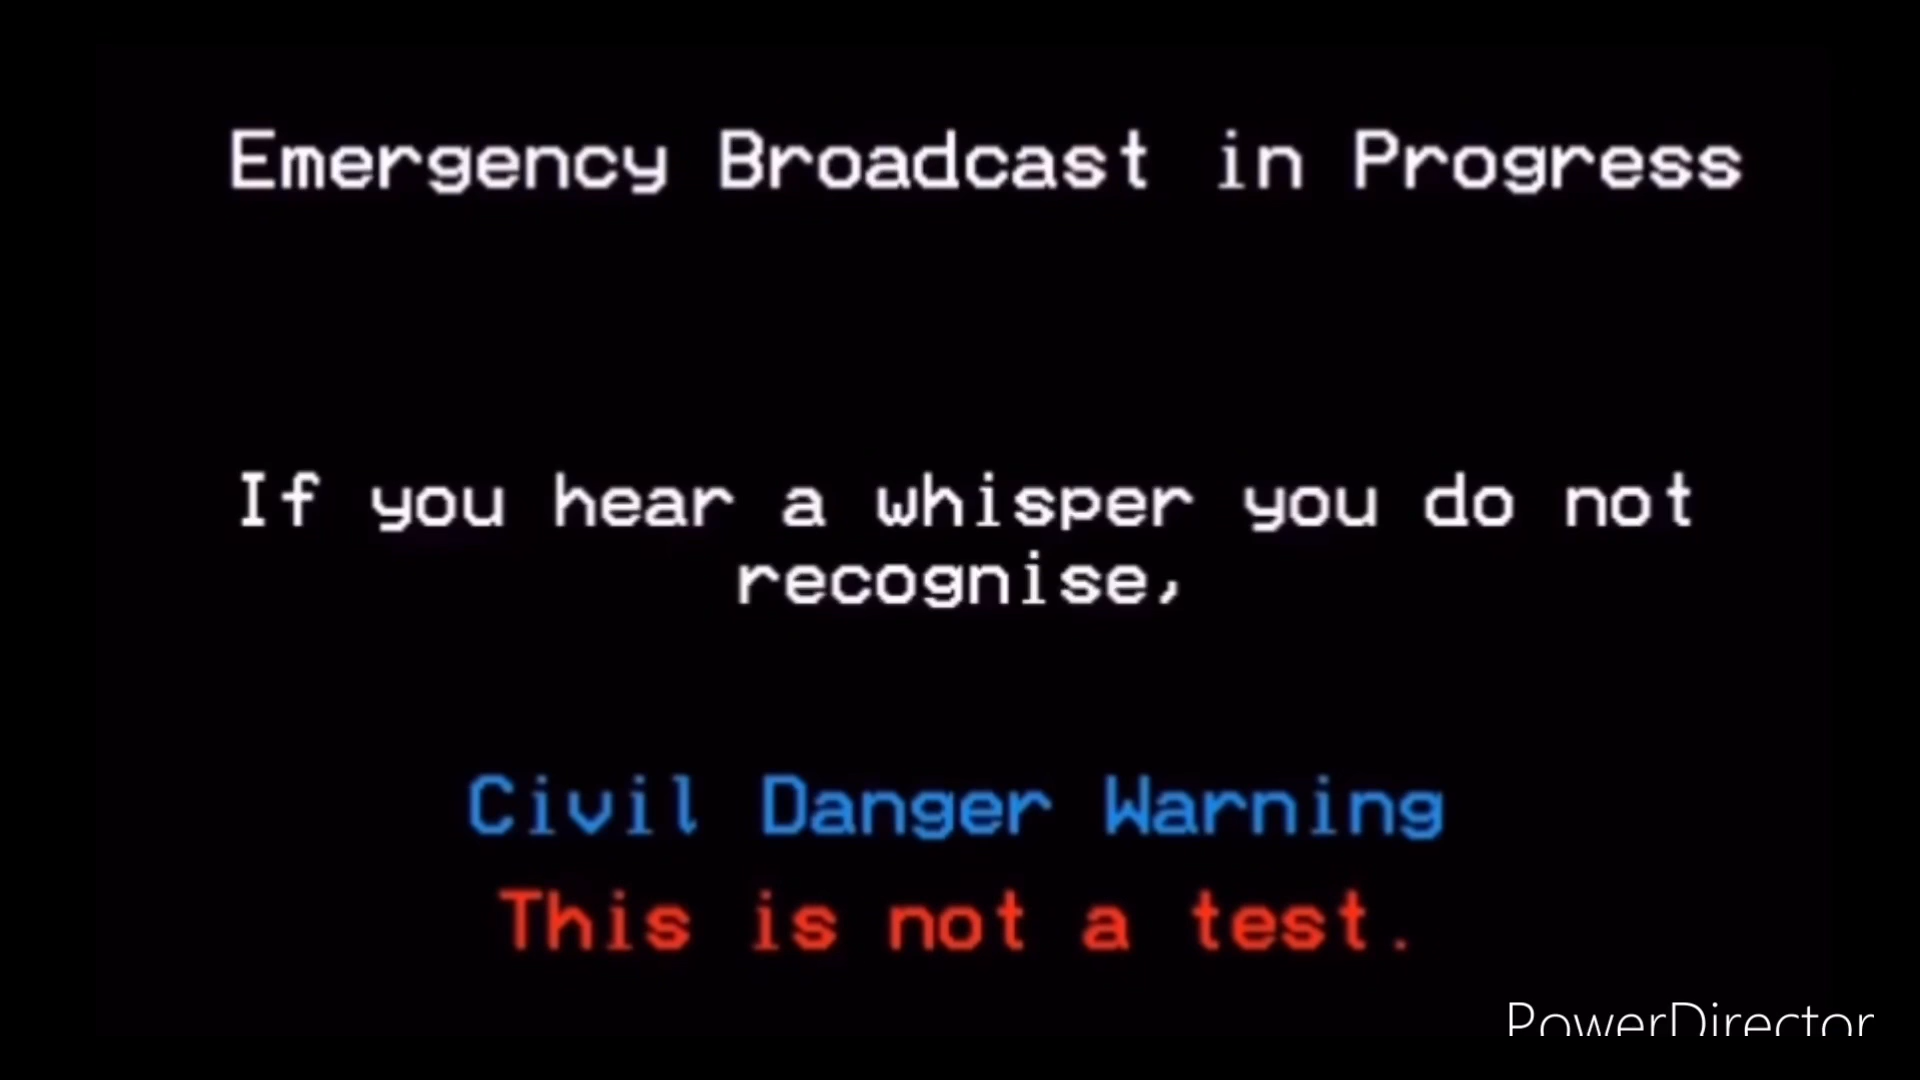 Emergency Broadcast in Progress
If you hear a whisper you do not
recognise,
Civil Danger Warning
This is not a test.
PowerDirector